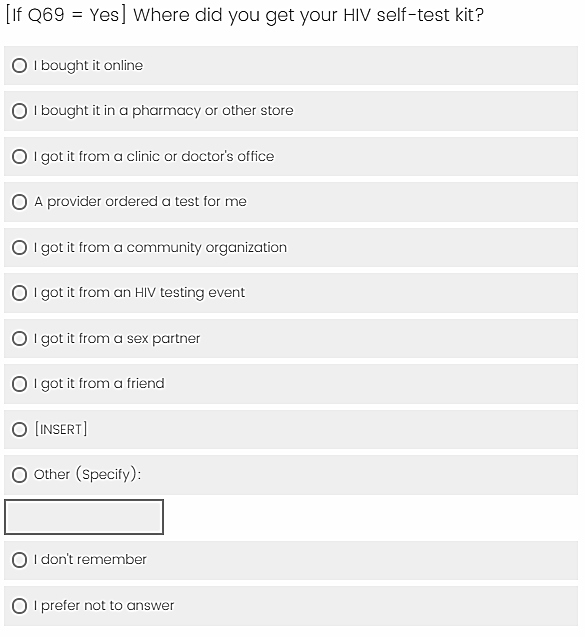 [If Q69 = Yes] Where did you get your HIV self-test kit?
I bought it online
I bought it in a pharmacy or other store
I got it from a clinic or doctor's office
A provider ordered a test for me
I got it from a community organization
I got it from an HIV testing event
I got it from a sex partner
I got it from a friend
[INSERT]
Other (Specify):
I don't remember
I prefer not to answer